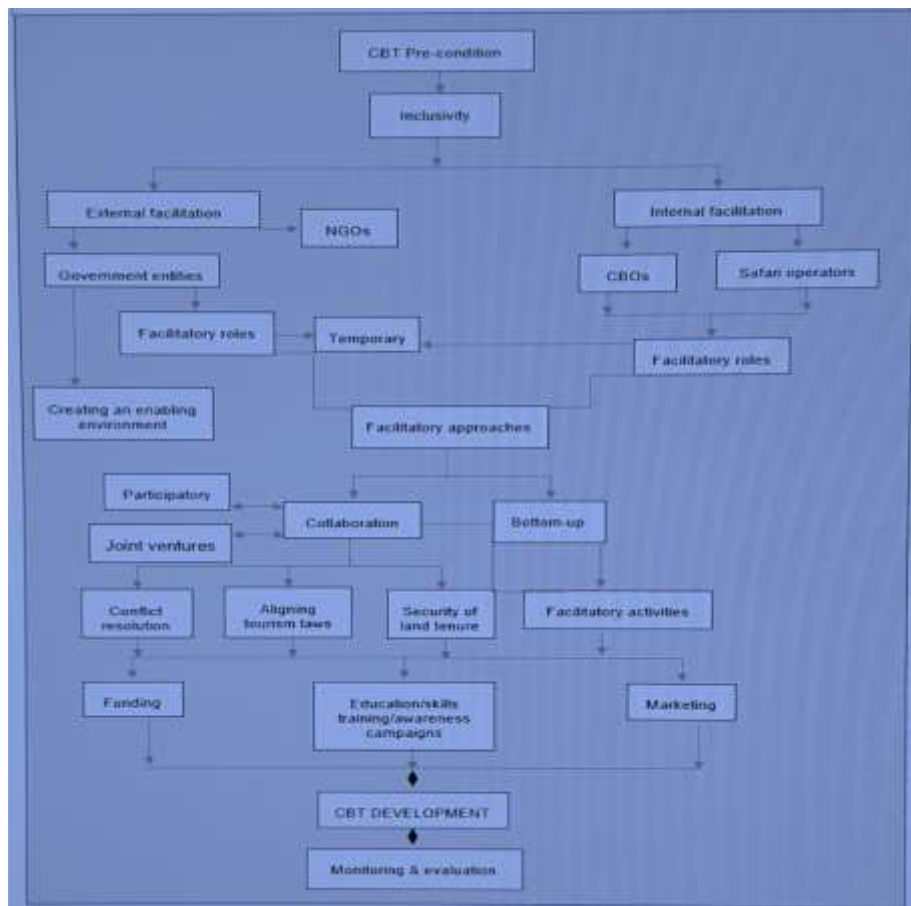 CBT Pre-condition
Inclusivity
External facilitation
Internal facilitation
NGOs
Government entities
CBOs
Safari operators
Facilitatory roles
Temporary
Facilitatory roles
Creating an enabling
environment
Facilitatory approaches
Participatory
Collaboration
Bottom-up
Joint ventures
Conflict
resolution
Aligning
tourism laws
Security of
land tenure
Facilitatory activities
Funding
Education/skills
training/awareness
campaigns
Marketing
CBT DEVELOPMENT
Monitoring & evaluation